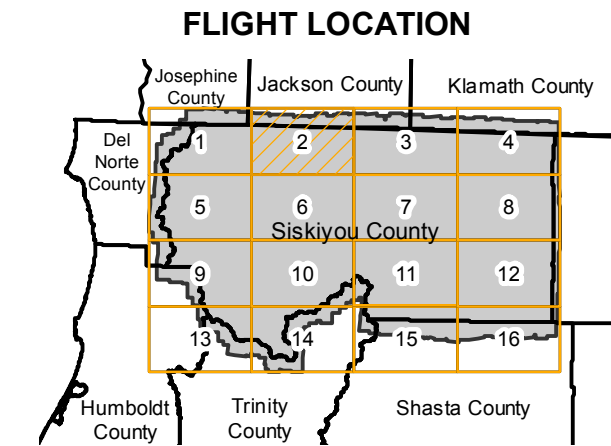 FLIGHT LOCATION
Josephine
County
Jackson County
Klamath County
Del
Norte
County
1
2
3
4
5
6
7
8
Siskiyou County
9
10
11
12
13
14
15
16
Humboldt
County
Trinity
County
Shasta County